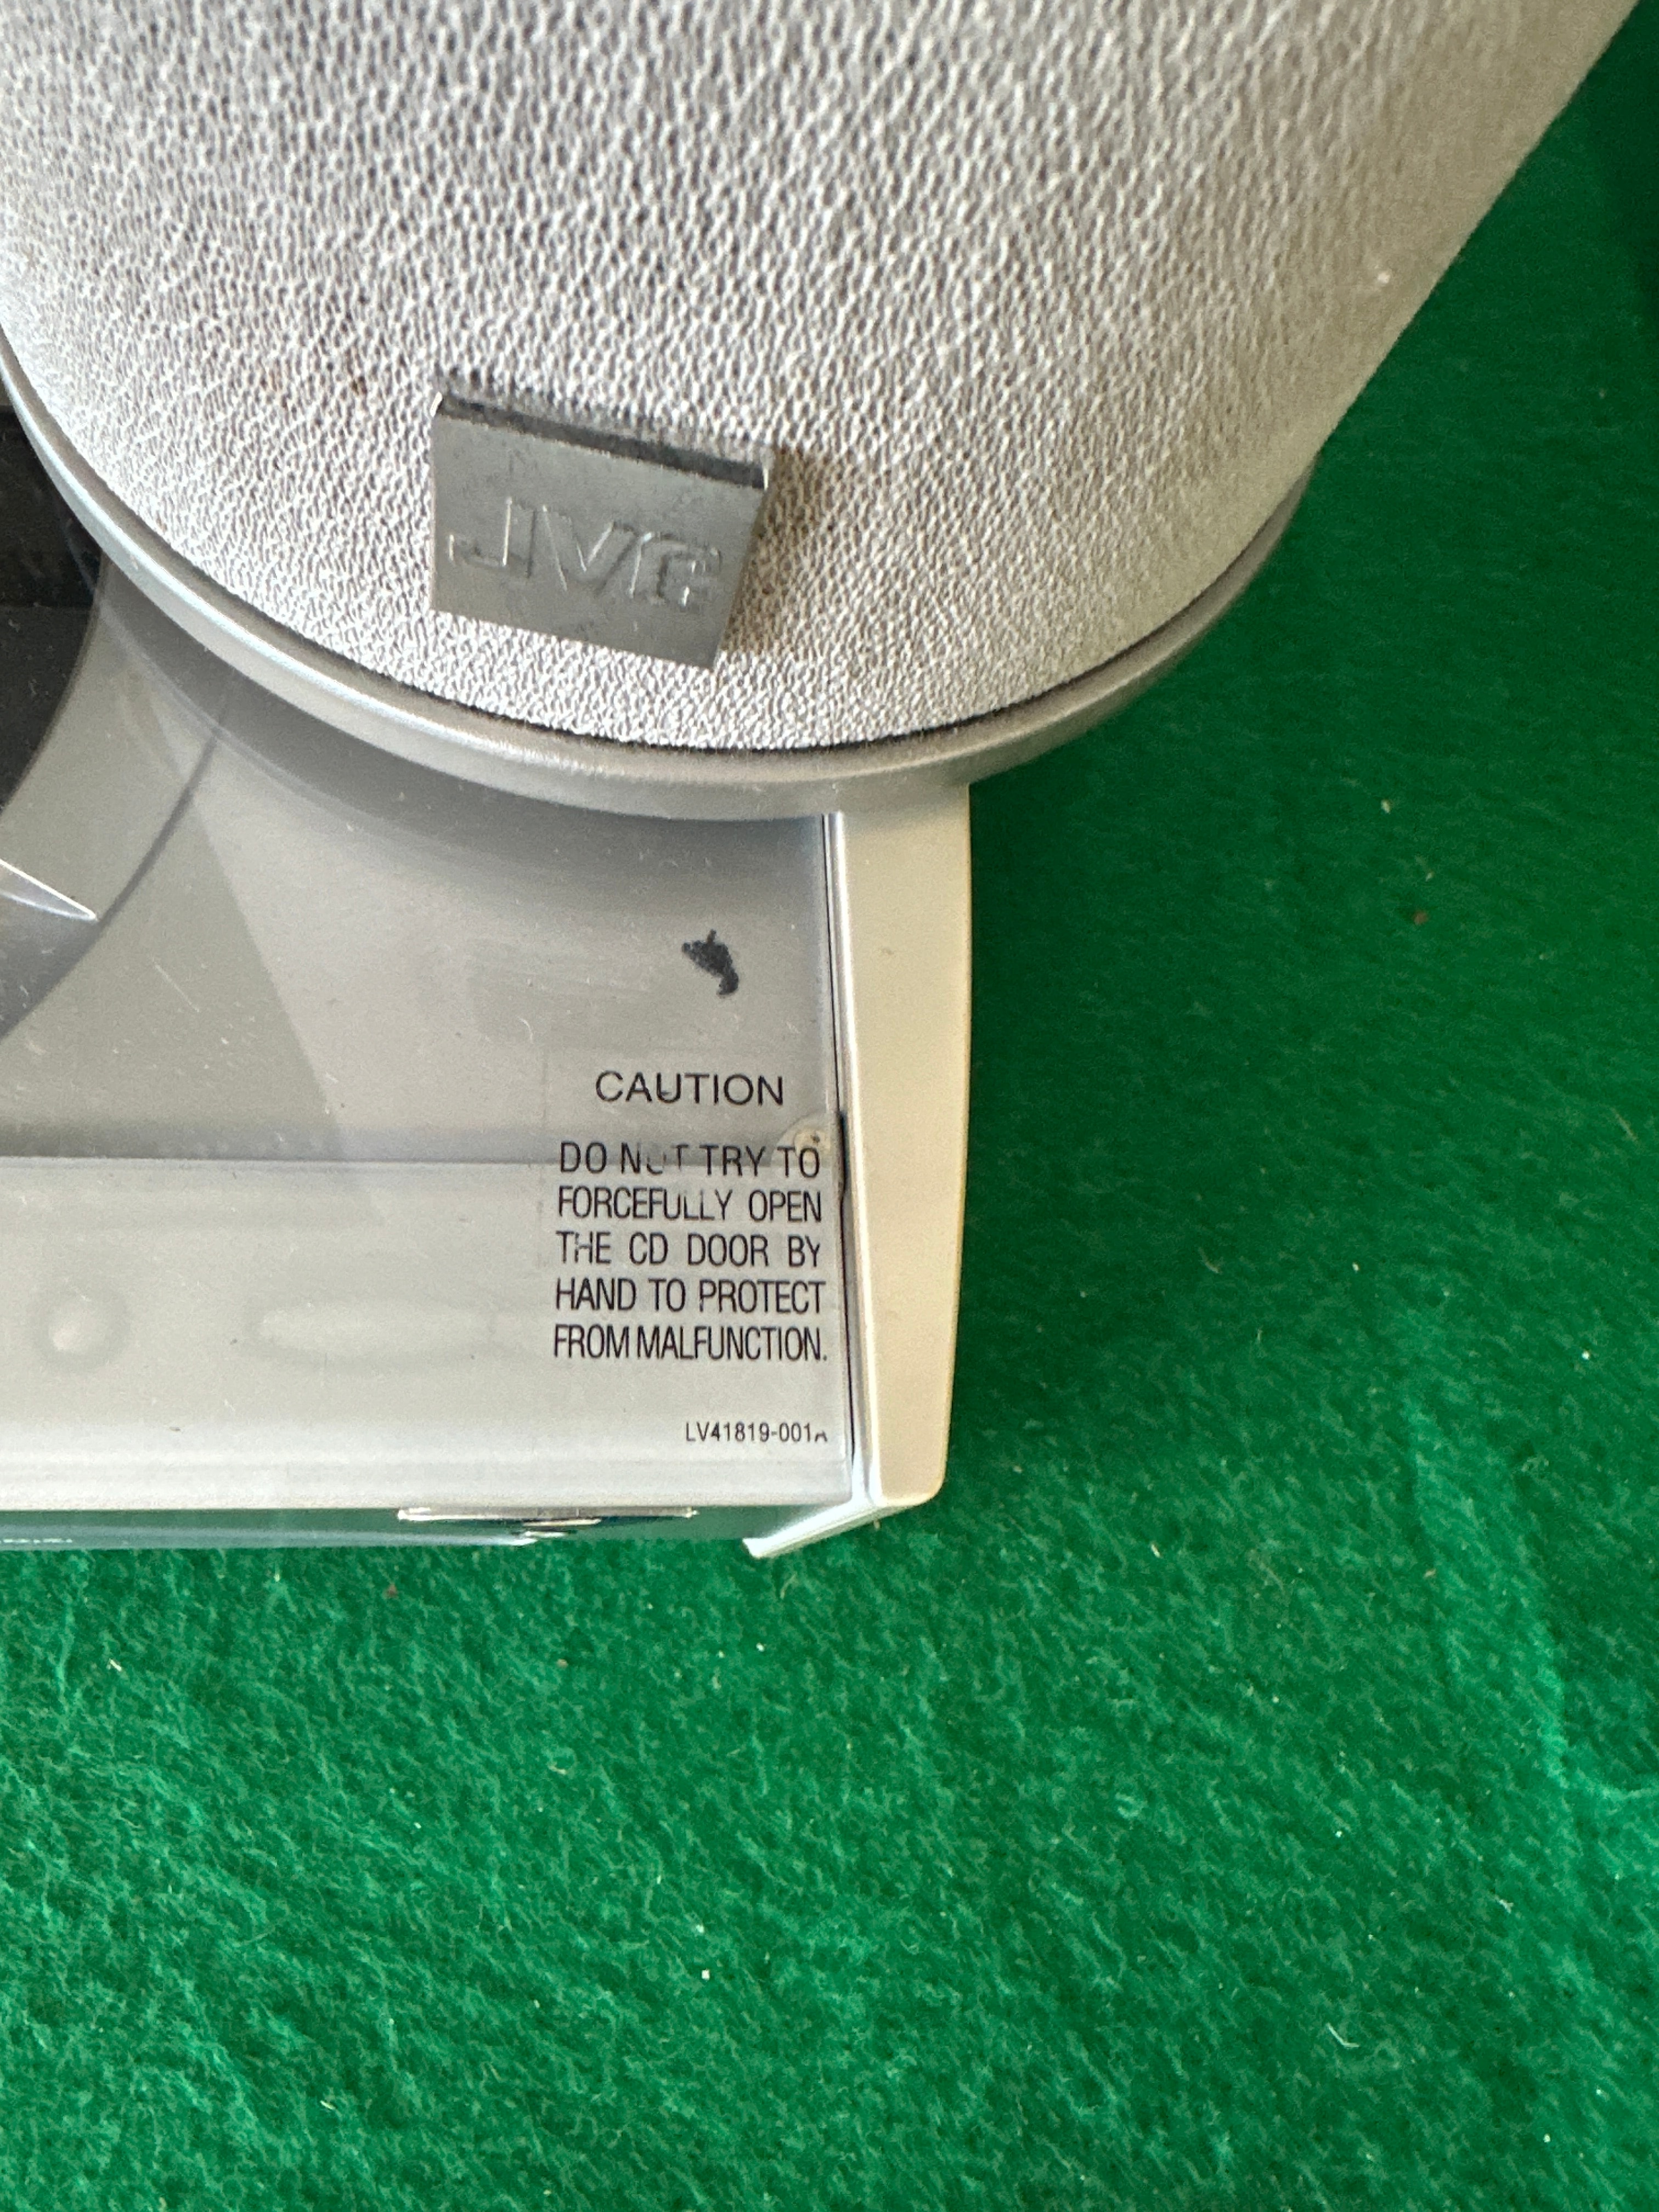 JVC
CAUTION
DO NOT TRY TO
FORCEFULLY OPEN
THE CD DOOR BY
HAND TO PROTECT
FROM MALFUNCTION.
LV41819-001A